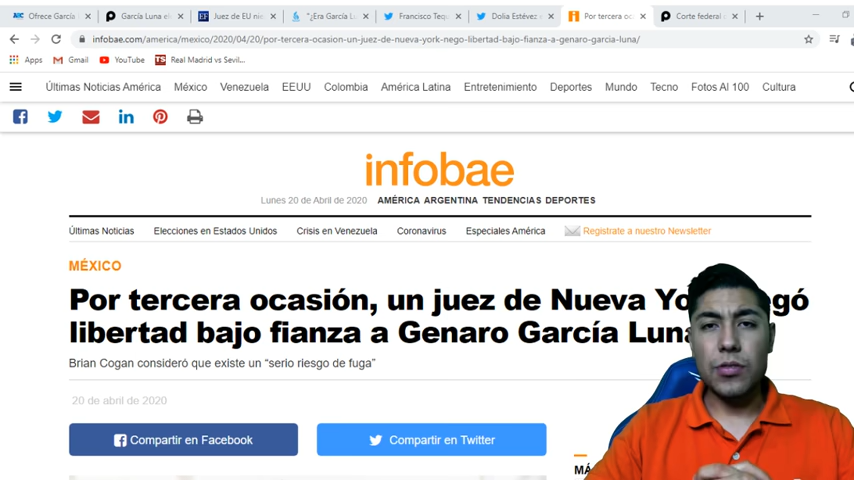 Ofrece García
García Luna el
Juez de EU nie
"¿Era García Lu
Francisco Teq
Dolia Estévez e
Por tercera oc
Corte federal
infobae.com/america/mexico/2020/04/20/por-tercera-ocasion-un-juez-de-nueva-york-nego-libertad-bajo-fianza-a-genaro-garcia-luna/
Apps Gmail YouTube Real Madrid vs Sevil...
Últimas Noticias América México Venezuela EEUU Colombia América Latina Entretenimiento Deportes Mundo Tecno Fotos Al 100 Cultura
infobae
Lunes 20 de Abril de 2020 AMÉRICA ARGENTINA TENDENCIAS DEPORTES
Últimas Noticias Elecciones en Estados Unidos Crisis en Venezuela Coronavirus Especiales América Registrate a nuestro Newsletter
MÉXICO
Por tercera ocasión, un juez de Nueva Yo egó
libertad bajo fianza a Genaro García Luna
Brian Cogan consideró que existe un “serio riesgo de fuga”
20 de abril de 2020
Compartir en Facebook Compartir en Twitter
MÁ